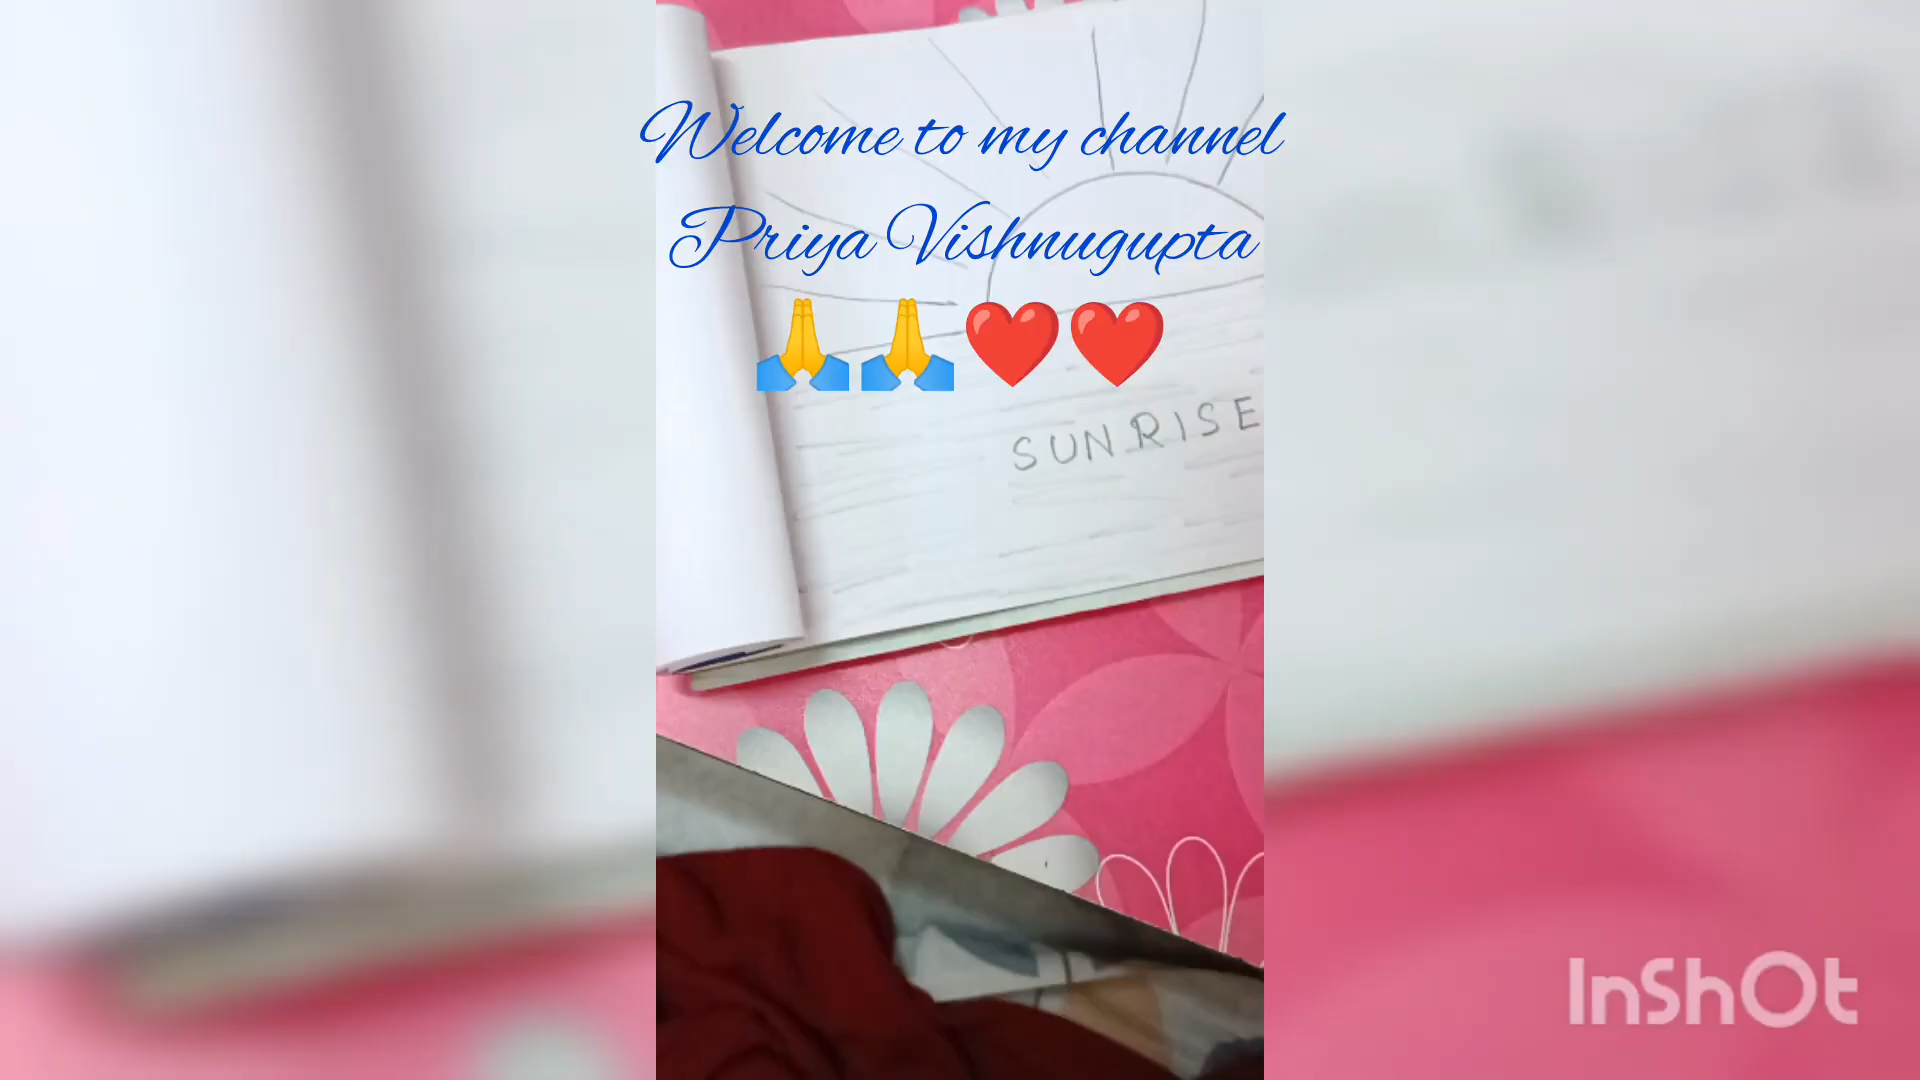 Welcome to my channel
Priya Vishnugupta
🙏🙏❤️❤️
SUNRISE
InShOt